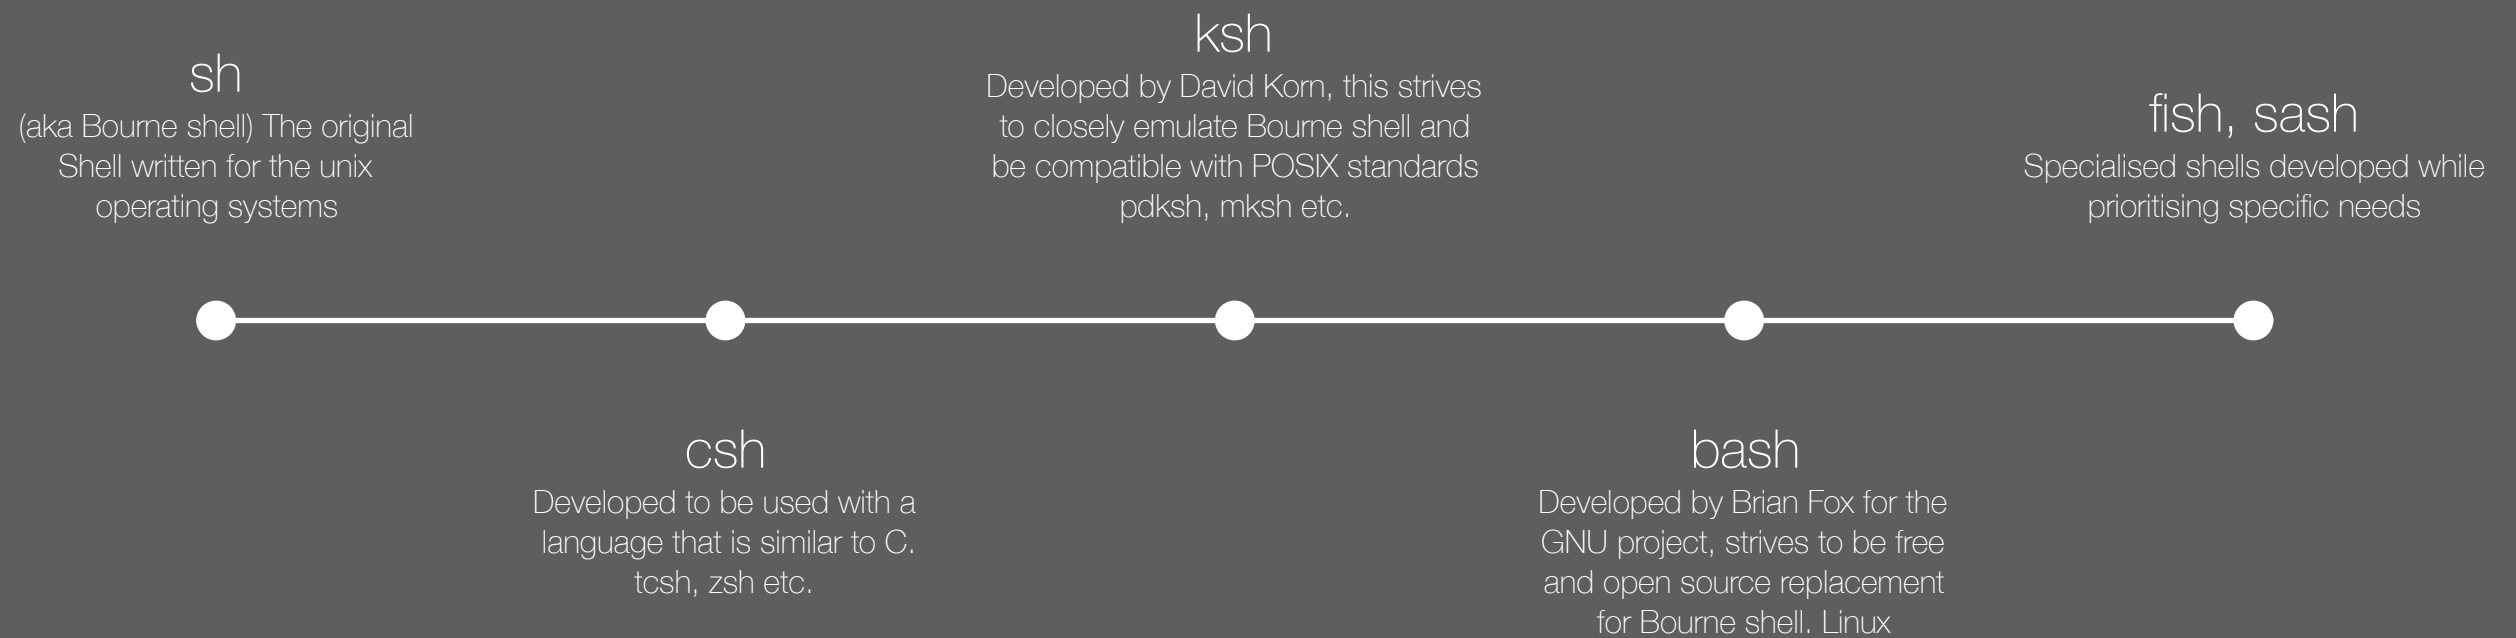 sh
(aka Bourne shell) The original
Shell written for the unix
operating systems
csh
Developed to be used with a
language that is similar to C.
tcsh, zsh etc.
ksh
Developed by David Korn, this strives
to closely emulate Bourne shell and
be compatible with POSIX standards
pdksh, mksh etc.
bash
Developed by Brian Fox for the
GNU project, strives to be free
and open source replacement
for Bourne shell. Linux
fish, sash
Specialised shells developed while
prioritising specific needs